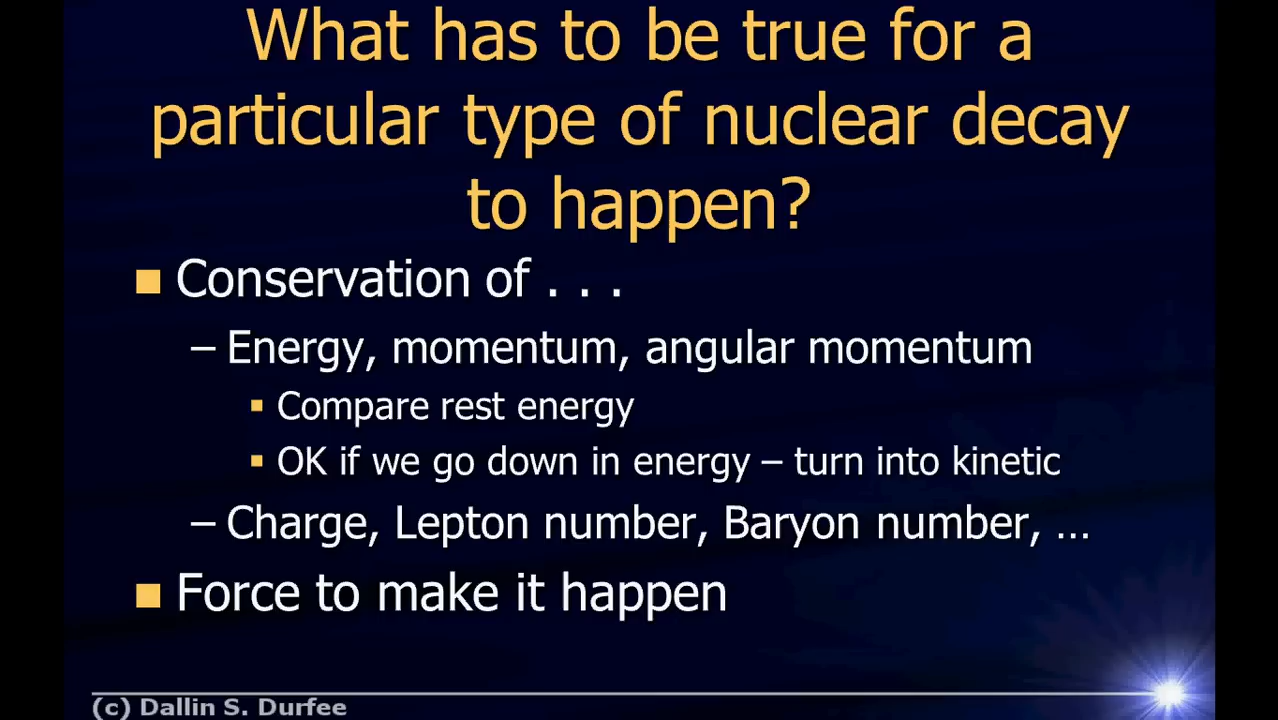 What has to be true for a
particular type of nuclear decay
to happen?
Conservation of . . .
– Energy, momentum, angular momentum
Compare rest energy
OK if we go down in energy – turn into kinetic
– Charge, Lepton number, Baryon number, ...
Force to make it happen
(c) Dallin S. Durfee